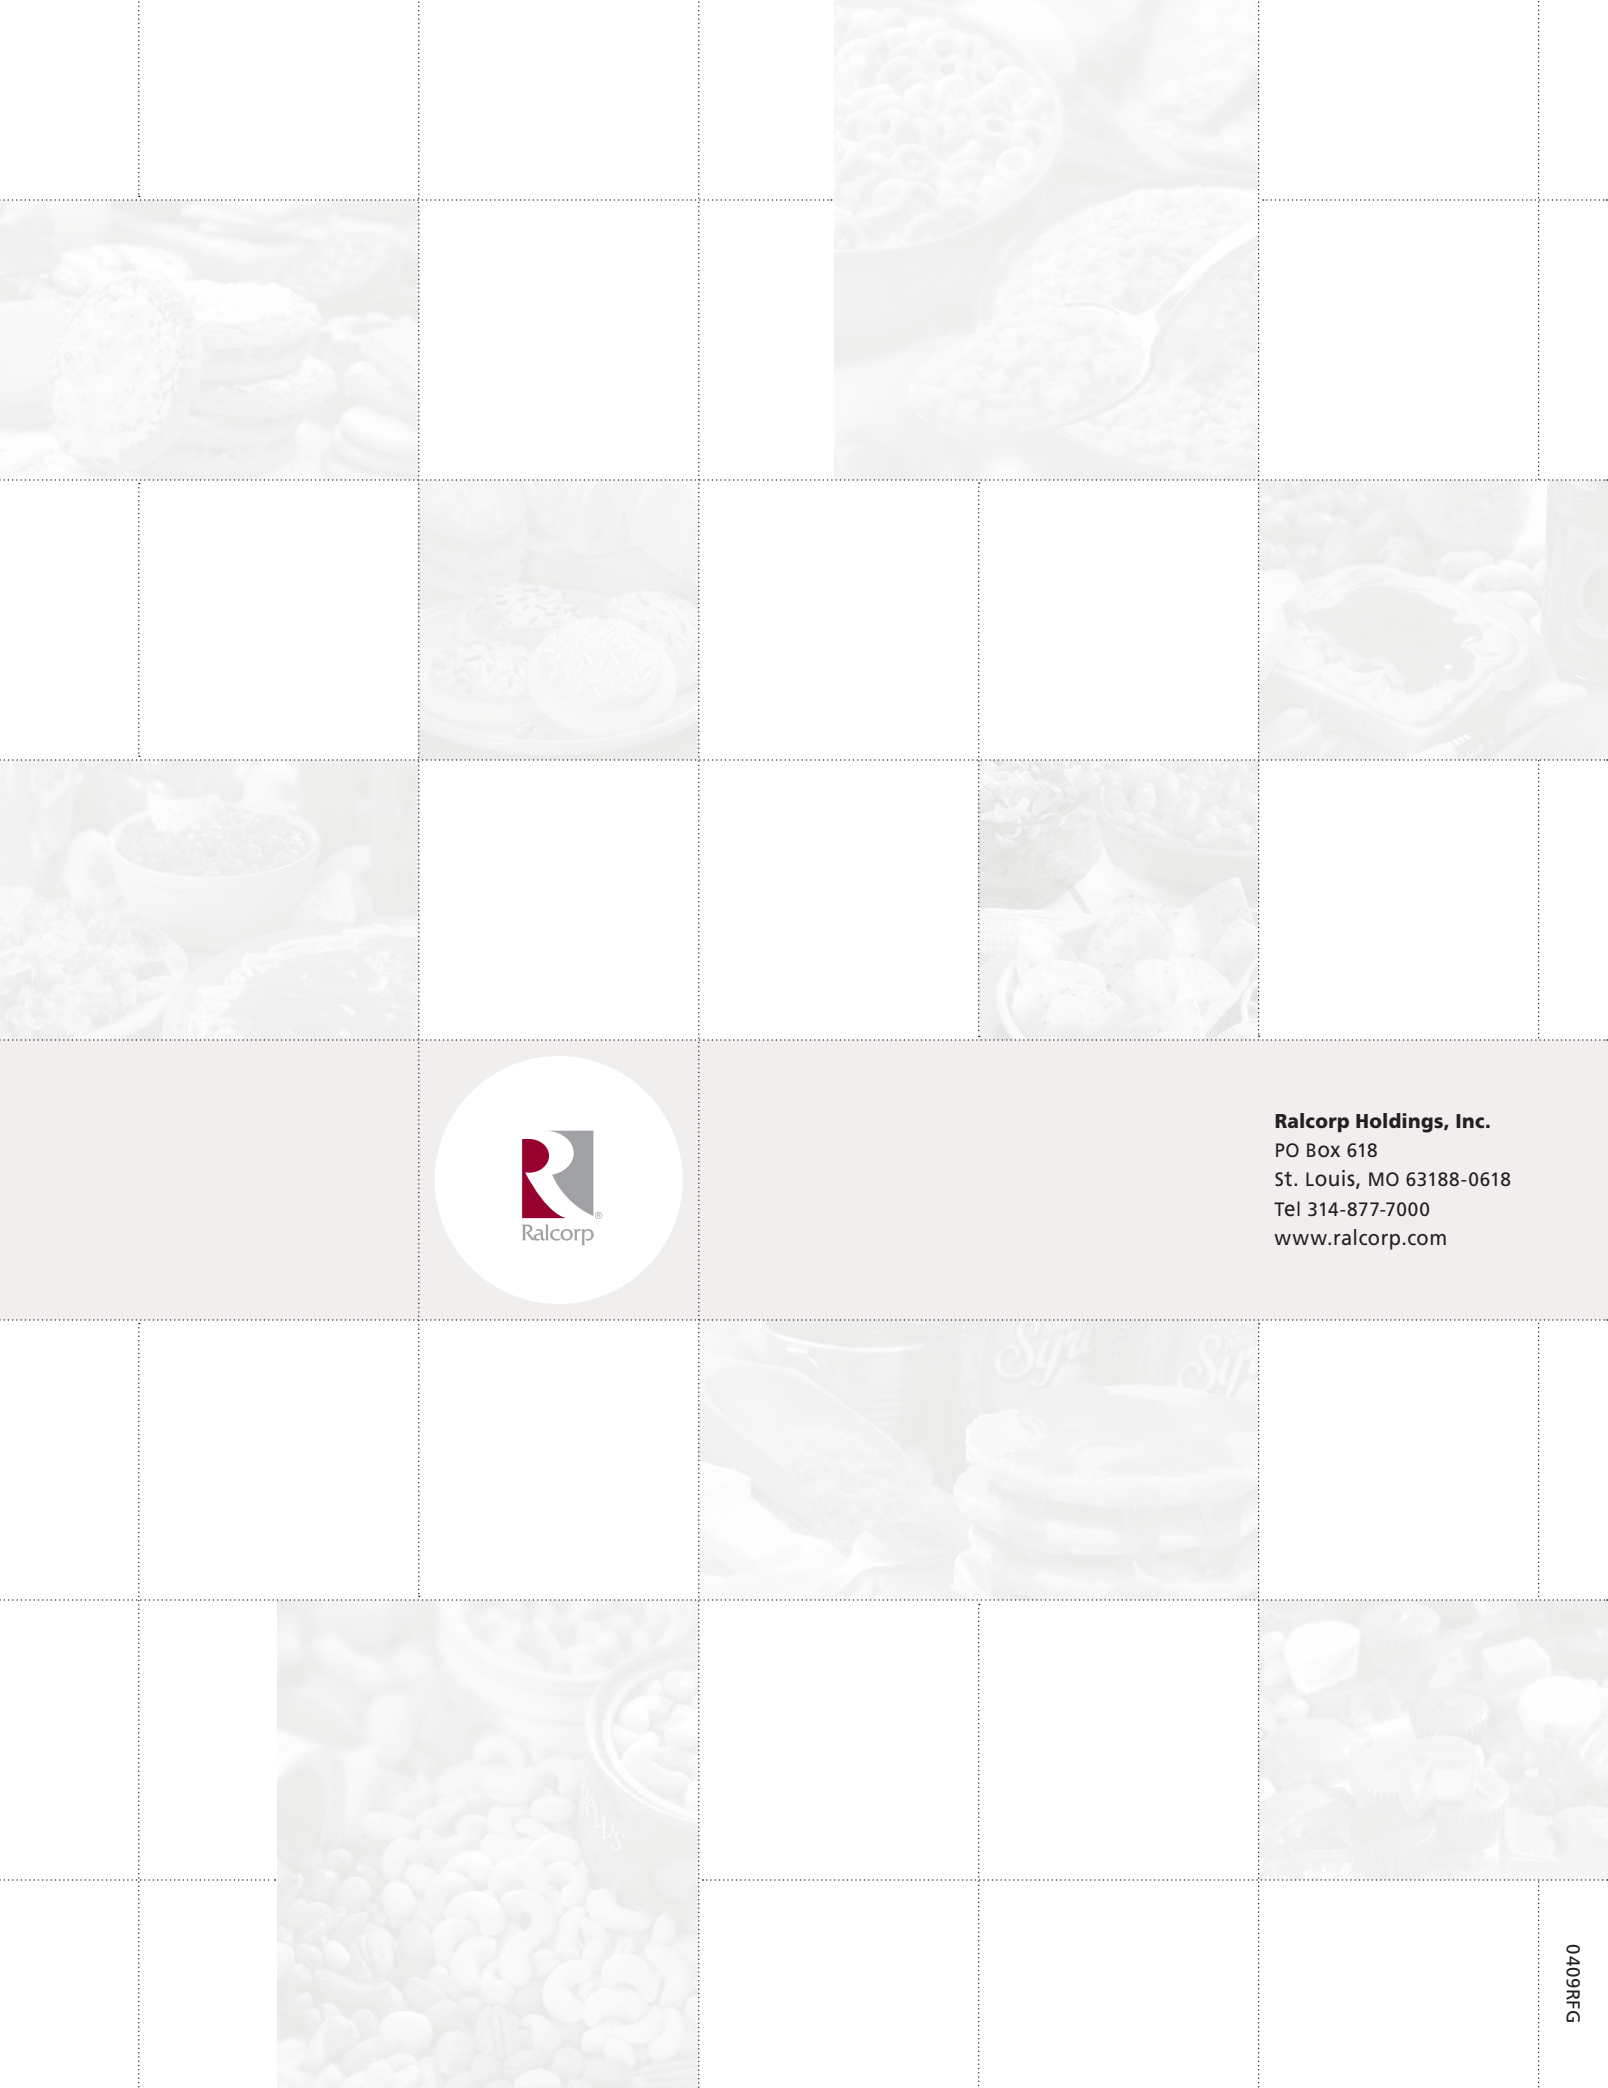 Ralcorp Holdings, Inc.
PO Box 618
St. Louis, MO 63188-0618
Tel 314-877-7000
www.ralcorp.com
®
Ralcorp
0409RFG